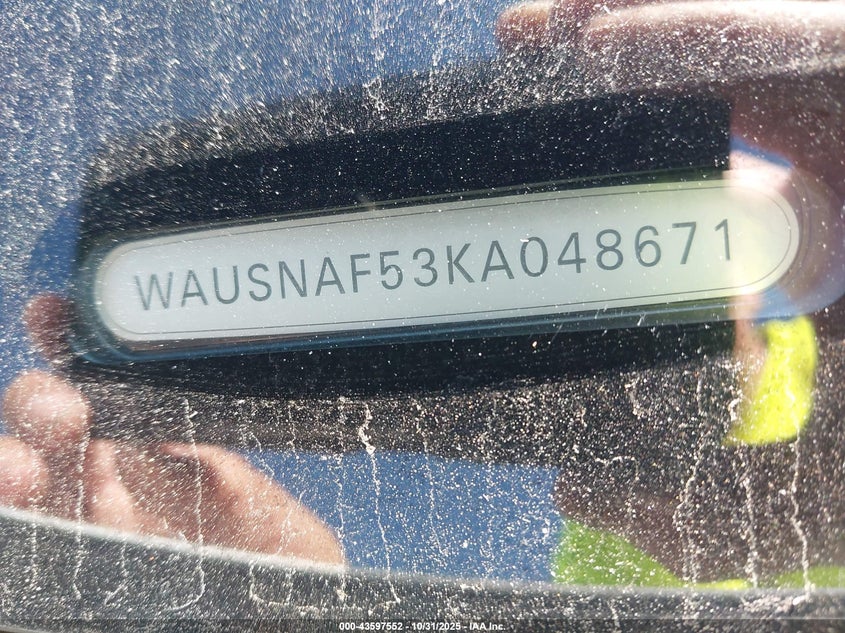 WAUSNAF53KA048671
000-43597552 - 10/31/2025 - IAA Inc.